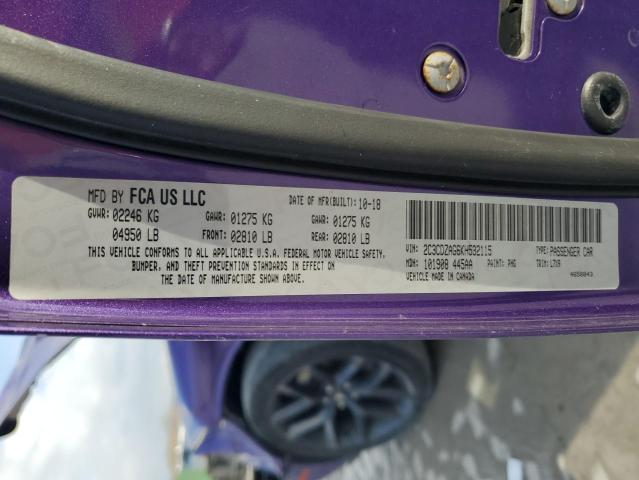 MFD BY FCA US LLC
DATE OF MFR(BUILT): 10-18
GVWR: 02246 KG GAWR: 01275 KG GAWR: 01275 KG
04950 LB FRONT: 02810 LB REAR: 02810 LB
THIS VEHICLE CONFORMS TO ALL APPLICABLE U.S.A. FEDERAL MOTOR VEHICLE SAFETY,
BUMPER, AND THEFT PREVENTION STANDARDS IN EFFECT ON
THE DATE OF MANUFACTURE SHOWN ABOVE.
VIN: 2C3CDZAG8KH592115 TYPE: PASSENGER CAR
MDH: 101908 445AA PAINT: PHG TRIM: L7X9
VEHICLE MADE IN CANADA 4650043